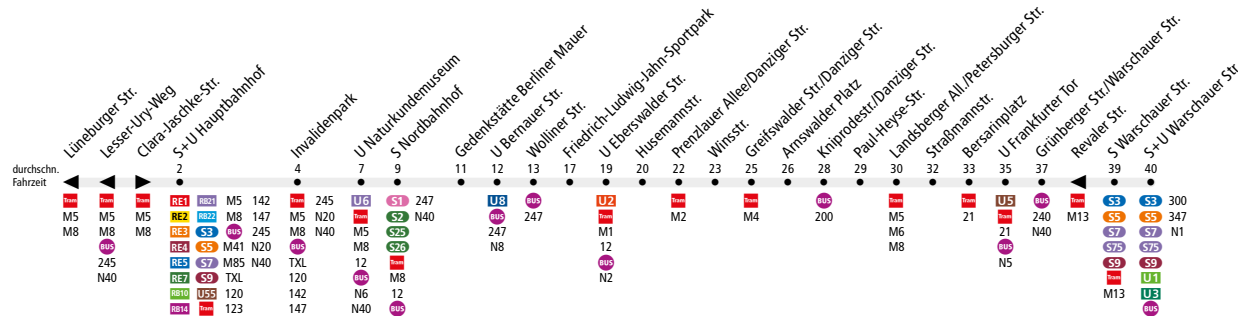 Lüneburger Str.
Lesser-Ury-Weg
Clara-Jaschke-Str.
S+U Hauptbahnhof
Invalidenpark
U Naturkundemuseum
S Nordbahnhof
Gedenkstätte Berliner Mauer
U Bernauer Str.
Wolliner Str.
Friedrich-Ludwig-Jahn-Sportpark
U Eberswalder Str.
Husemannstr.
Prenzlauer Allee/Danziger Str.
Winsstr.
Greifswalder Str./Danziger Str.
Arnswalder Platz
Kniprodestr./Danziger Str.
Paul-Heyse-Str.
Landsberger All./Petersburger Str.
Straßmannstr.
Bersarinplatz
U Frankfurter Tor
Grünberger Str./Warschauer Str.
Revaler Str.
S Warschauer Str.
S+U Warschauer Str.
durchschn. 2 4 7 9 11 12 13 17 19 20 22 23 25 26 28 29 30 32 33 35 37 39 40
Fahrzeit
Tram
M5
M8
Tram
M5
M8
BUS
245
N40
Tram
M5
M8
RE1 RB21 M5 142
RE2 RB22 M8 147
RE3 S3 BUS 245
RE4 S5 M41 N20
RE5 S7 M85 N40
RE7 S9 TXL
RB10 U55 120
RB14 Tram 123
Tram 245
M5 N20
M8 N40
BUS
TXL
120
142
147
U6
Tram
M5
M8
12
BUS
N6
N40
S1 247
S2 N40
S25
S26
Tram
M8
12
BUS
U8
BUS
247
N8
BUS
247
U2
Tram
M1
12
BUS
N2
Tram
M2
Tram
M4
BUS
200
Tram
M5
M6
M8
Tram
21
U5
Tram
21
BUS
N5
BUS
240
N40
Tram
M13
S3
S5
S7
S75
S9
Tram
M13
S3 300
S5 347
S7 N1
S75
S9
U1
U3
BUS